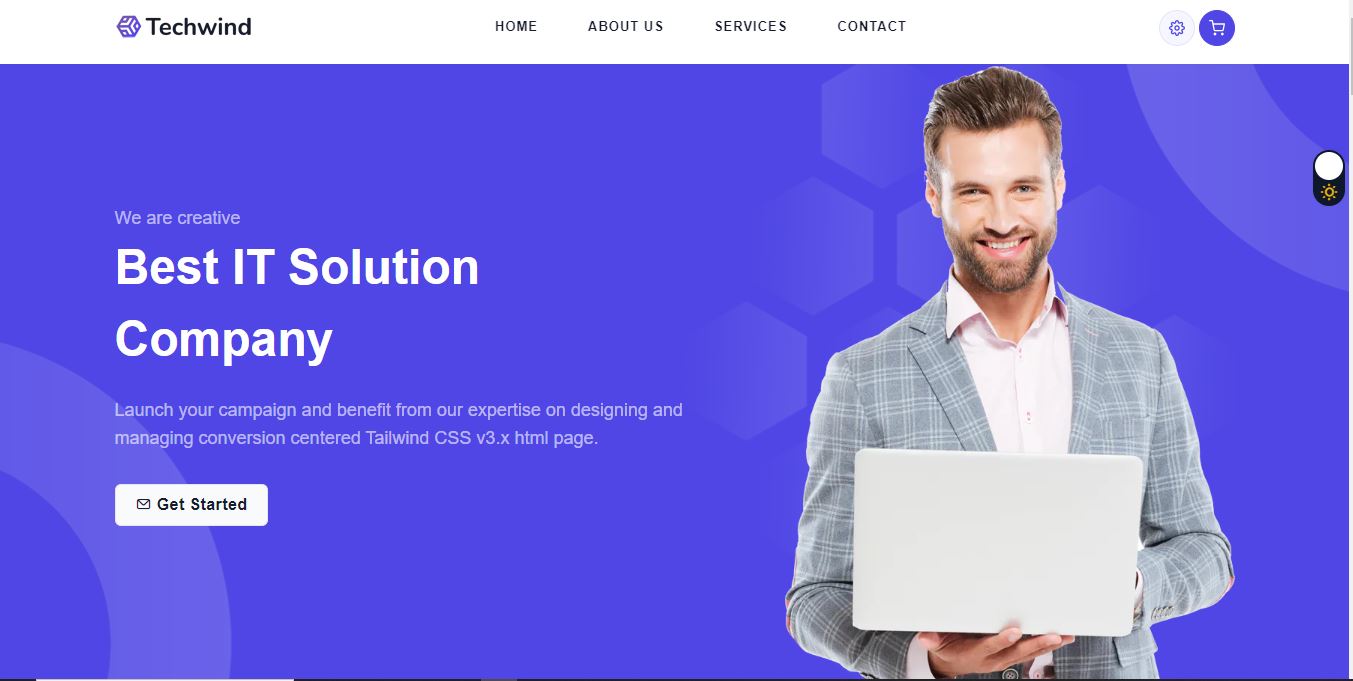 Techwind
HOME ABOUT US SERVICES CONTACT
We are creative
Best IT Solution
Company
Launch your campaign and benefit from our expertise on designing and
managing conversion centered Tailwind CSS v3.x html page.
Get Started